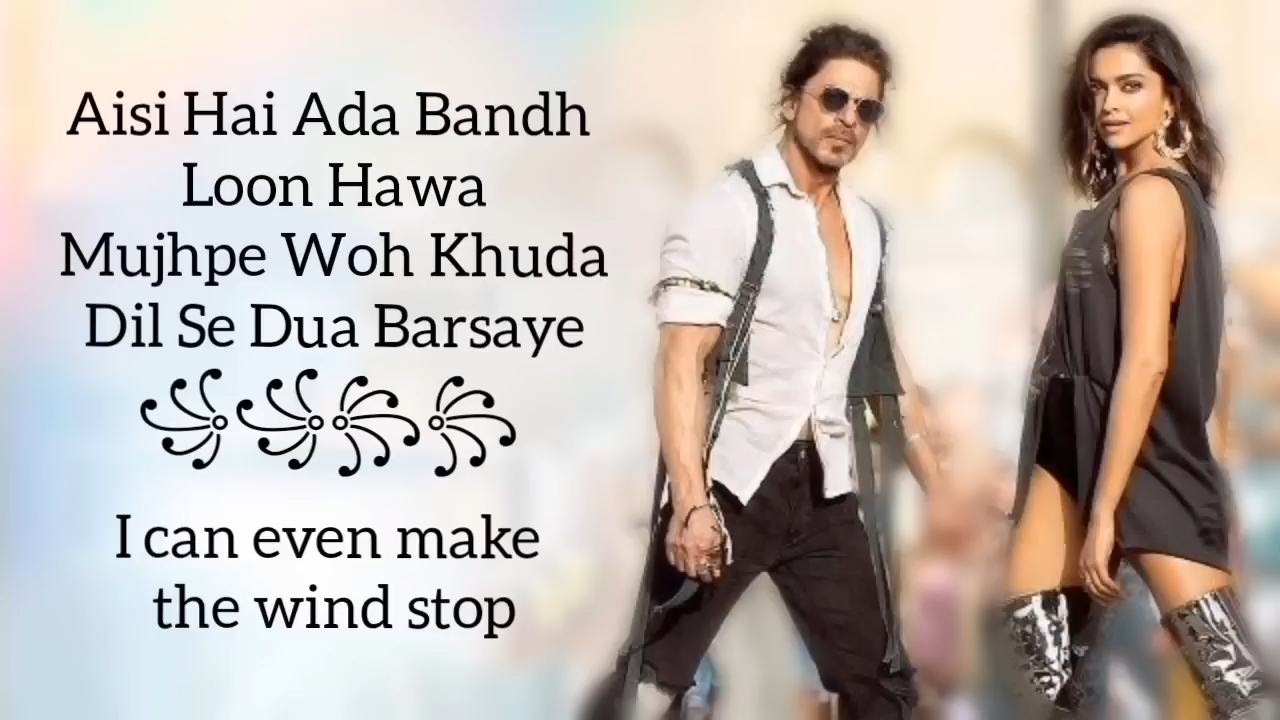 Aisi Hai Ada Bandh
Loon Hawa
Mujhpe Woh Khuda
Dil Se Dua Barsaye
I can even make
the wind stop